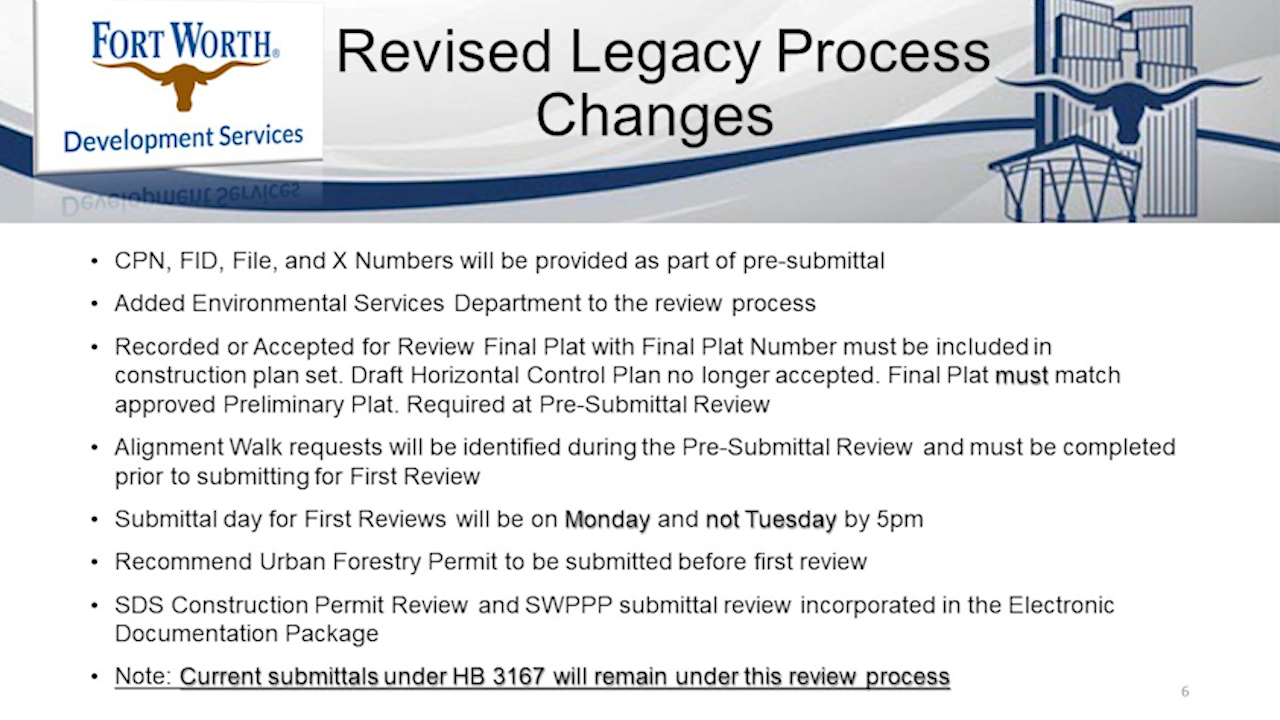 FORT WORTH®
Development Services
Revised Legacy Process
Changes
• CPN, FID, File, and X Numbers will be provided as part of pre-submittal
• Added Environmental Services Department to the review process
• Recorded or Accepted for Review Final Plat with Final Plat Number must be included in
construction plan set. Draft Horizontal Control Plan no longer accepted. Final Plat must match
approved Preliminary Plat. Required at Pre-Submittal Review
• Alignment Walk requests will be identified during the Pre-Submittal Review and must be completed
prior to submitting for First Review
• Submittal day for First Reviews will be on Monday and not Tuesday by 5pm
• Recommend Urban Forestry Permit to be submitted before first review
• SDS Construction Permit Review and SWPPP submittal review incorporated in the Electronic
Documentation Package
• Note: Current submittals under HB 3167 will remain under this review process
6